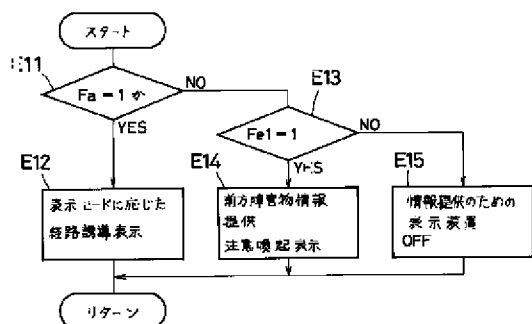 スタート
E11
Fa=1か
NO
YES
E13
Fe1=1
NO
YES
E12
表示モードに応じた
経路誘導表示
E14
前方障害物情報
提供
注意喚起表示
E15
情報提供のための
表示装置
OFF
リターン